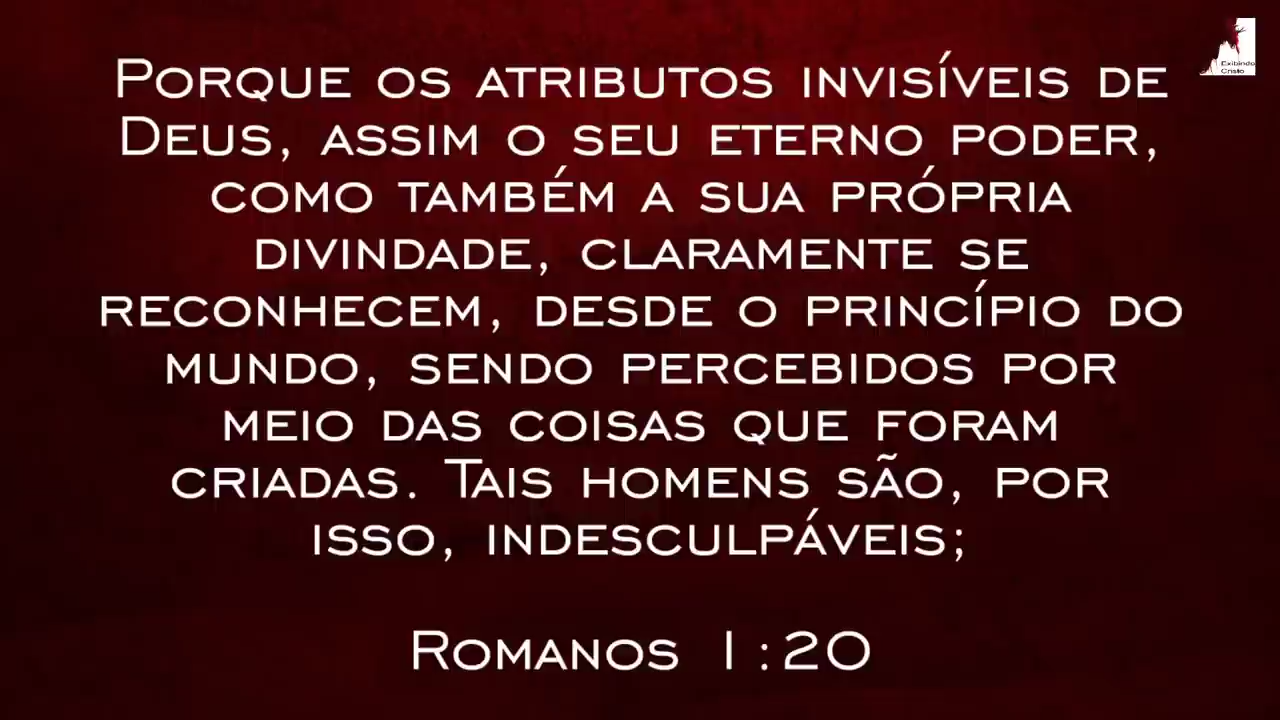 Exibindo
Cristo
Porque os atributos invisíveis de
Deus, assim o seu eterno poder,
como também a sua própria
divindade, claramente se
reconhecem, desde o princípio do
mundo, sendo percebidos por
meio das coisas que foram
criadas. Tais homens são, por
isso, indesculpáveis;
Romanos 1:20